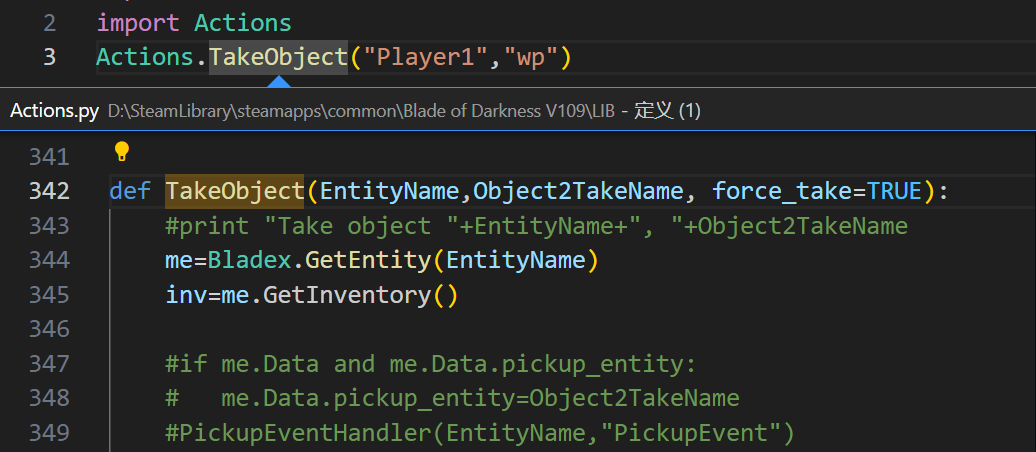 2 import Actions
3 Actions.TakeObject("Player1","wp")
Actions.py D:\SteamLibrary\steamapps\common\Blade of Darkness V109\LIB - 定义 (1)
341
342 def TakeObject(EntityName,Object2TakeName, force_take=TRUE):
343 #print "Take object "+EntityName+", "+Object2TakeName
344 me=Bladex.GetEntity(EntityName)
345 inv=me.GetInventory()
346
347 #if me.Data and me.Data.pickup_entity:
348 #   me.Data.pickup_entity=Object2TakeName
349 #PickupEventHandler(EntityName,"PickupEvent")